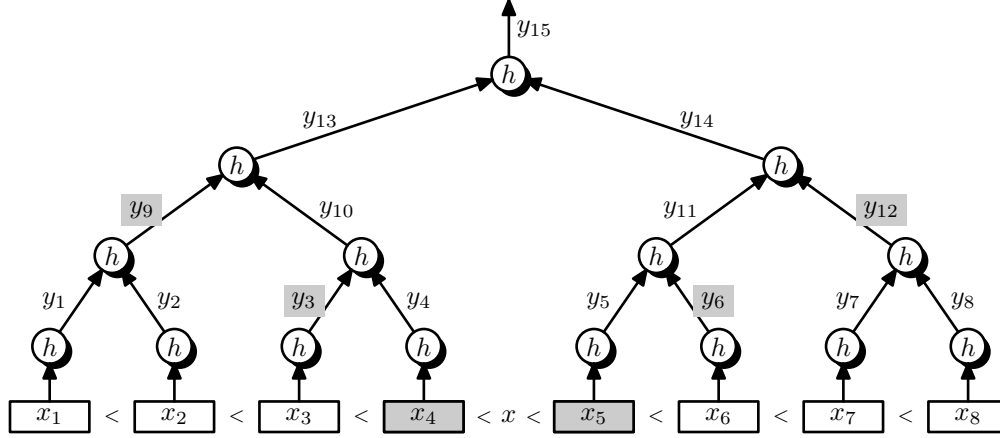 y₁₅
h
y₁₃ y₁₄
h h
y₉ y₁₀ y₁₁ y₁₂
h h h h
y₁ y₂ y₃ y₄ y₅ y₆ y₇ y₈
h h h h h h h h
x₁ < x₂ < x₃ < x₄ < x < x₅ < x₆ < x₇ < x₈